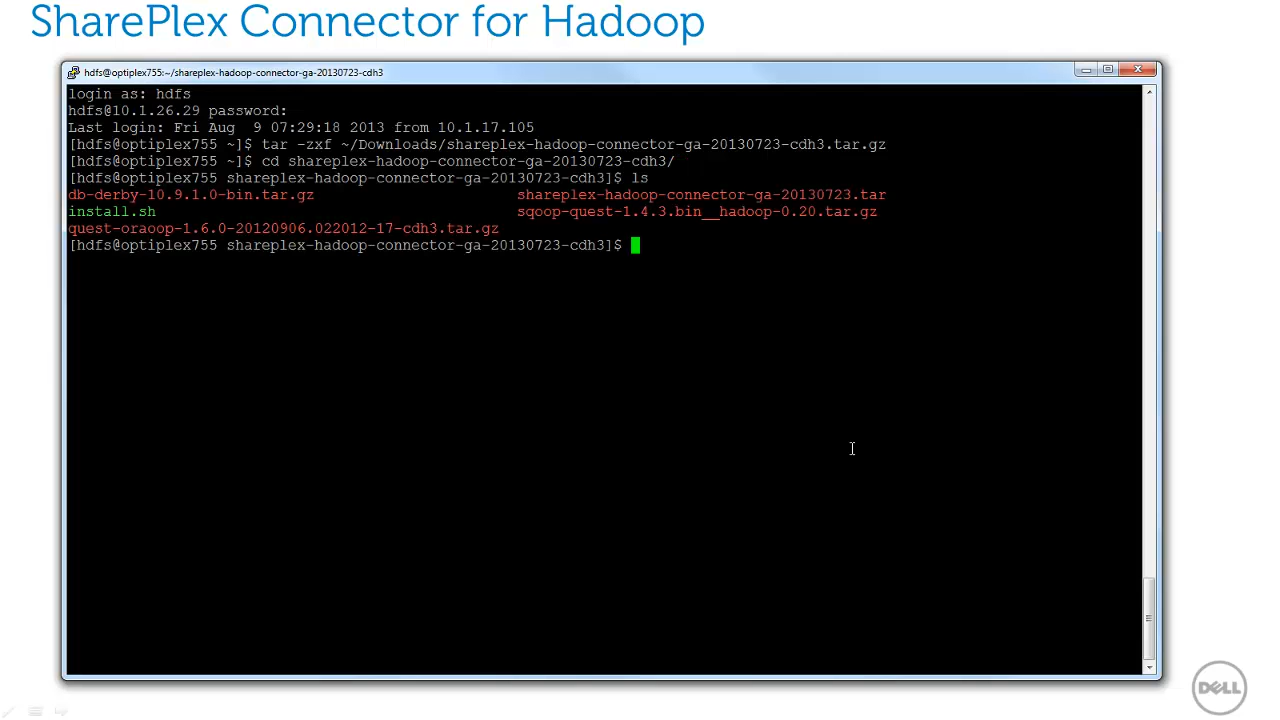 SharePlex Connector for Hadoop
hdfs@optiplex755:~/shareplex-hadoop-connector-ga-20130723-cdh3
login as: hdfs
hdfs@10.1.26.29 password:
Last login: Fri Aug  9 07:29:18 2013 from 10.1.17.105
[hdfs@optiplex755 ~]$ tar -zxf ~/Downloads/shareplex-hadoop-connector-ga-20130723-cdh3.tar.gz
[hdfs@optiplex755 ~]$ cd shareplex-hadoop-connector-ga-20130723-cdh3/
[hdfs@optiplex755 shareplex-hadoop-connector-ga-20130723-cdh3]$ ls
db-derby-10.9.1.0-bin.tar.gz shareplex-hadoop-connector-ga-20130723.tar
install.sh sqoop-quest-1.4.3.bin__hadoop-0.20.tar.gz
quest-oraoop-1.6.0-20120906.022012-17-cdh3.tar.gz
[hdfs@optiplex755 shareplex-hadoop-connector-ga-20130723-cdh3]$
DELL